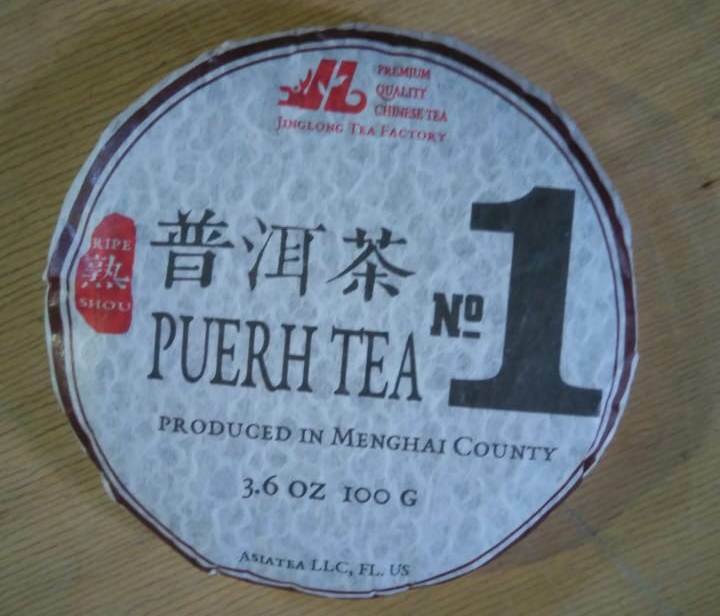 PREMIUM
QUALITY
CHINESE TEA
JINGLONG TEA FACTORY
RIPE
熟
SHOU
普洱茶
PUERH TEA
Nº 1
PRODUCED IN MENGHAI COUNTY
3.6 OZ 100 G
ASIATEA LLC, FL. US